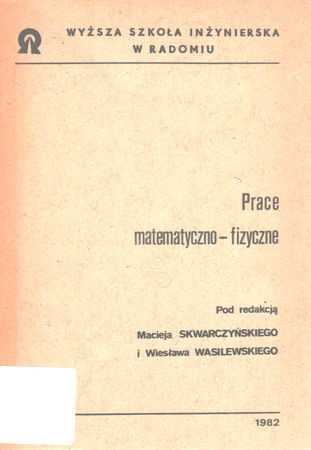 WYŻSZA SZKOŁA INŻYNIERSKA
W RADOMIU
Prace
matematyczno – fizyczne
Pod redakcją
Macieja SKWARCZYŃSKIEGO
i Wiesława WASILEWSKIEGO
1982